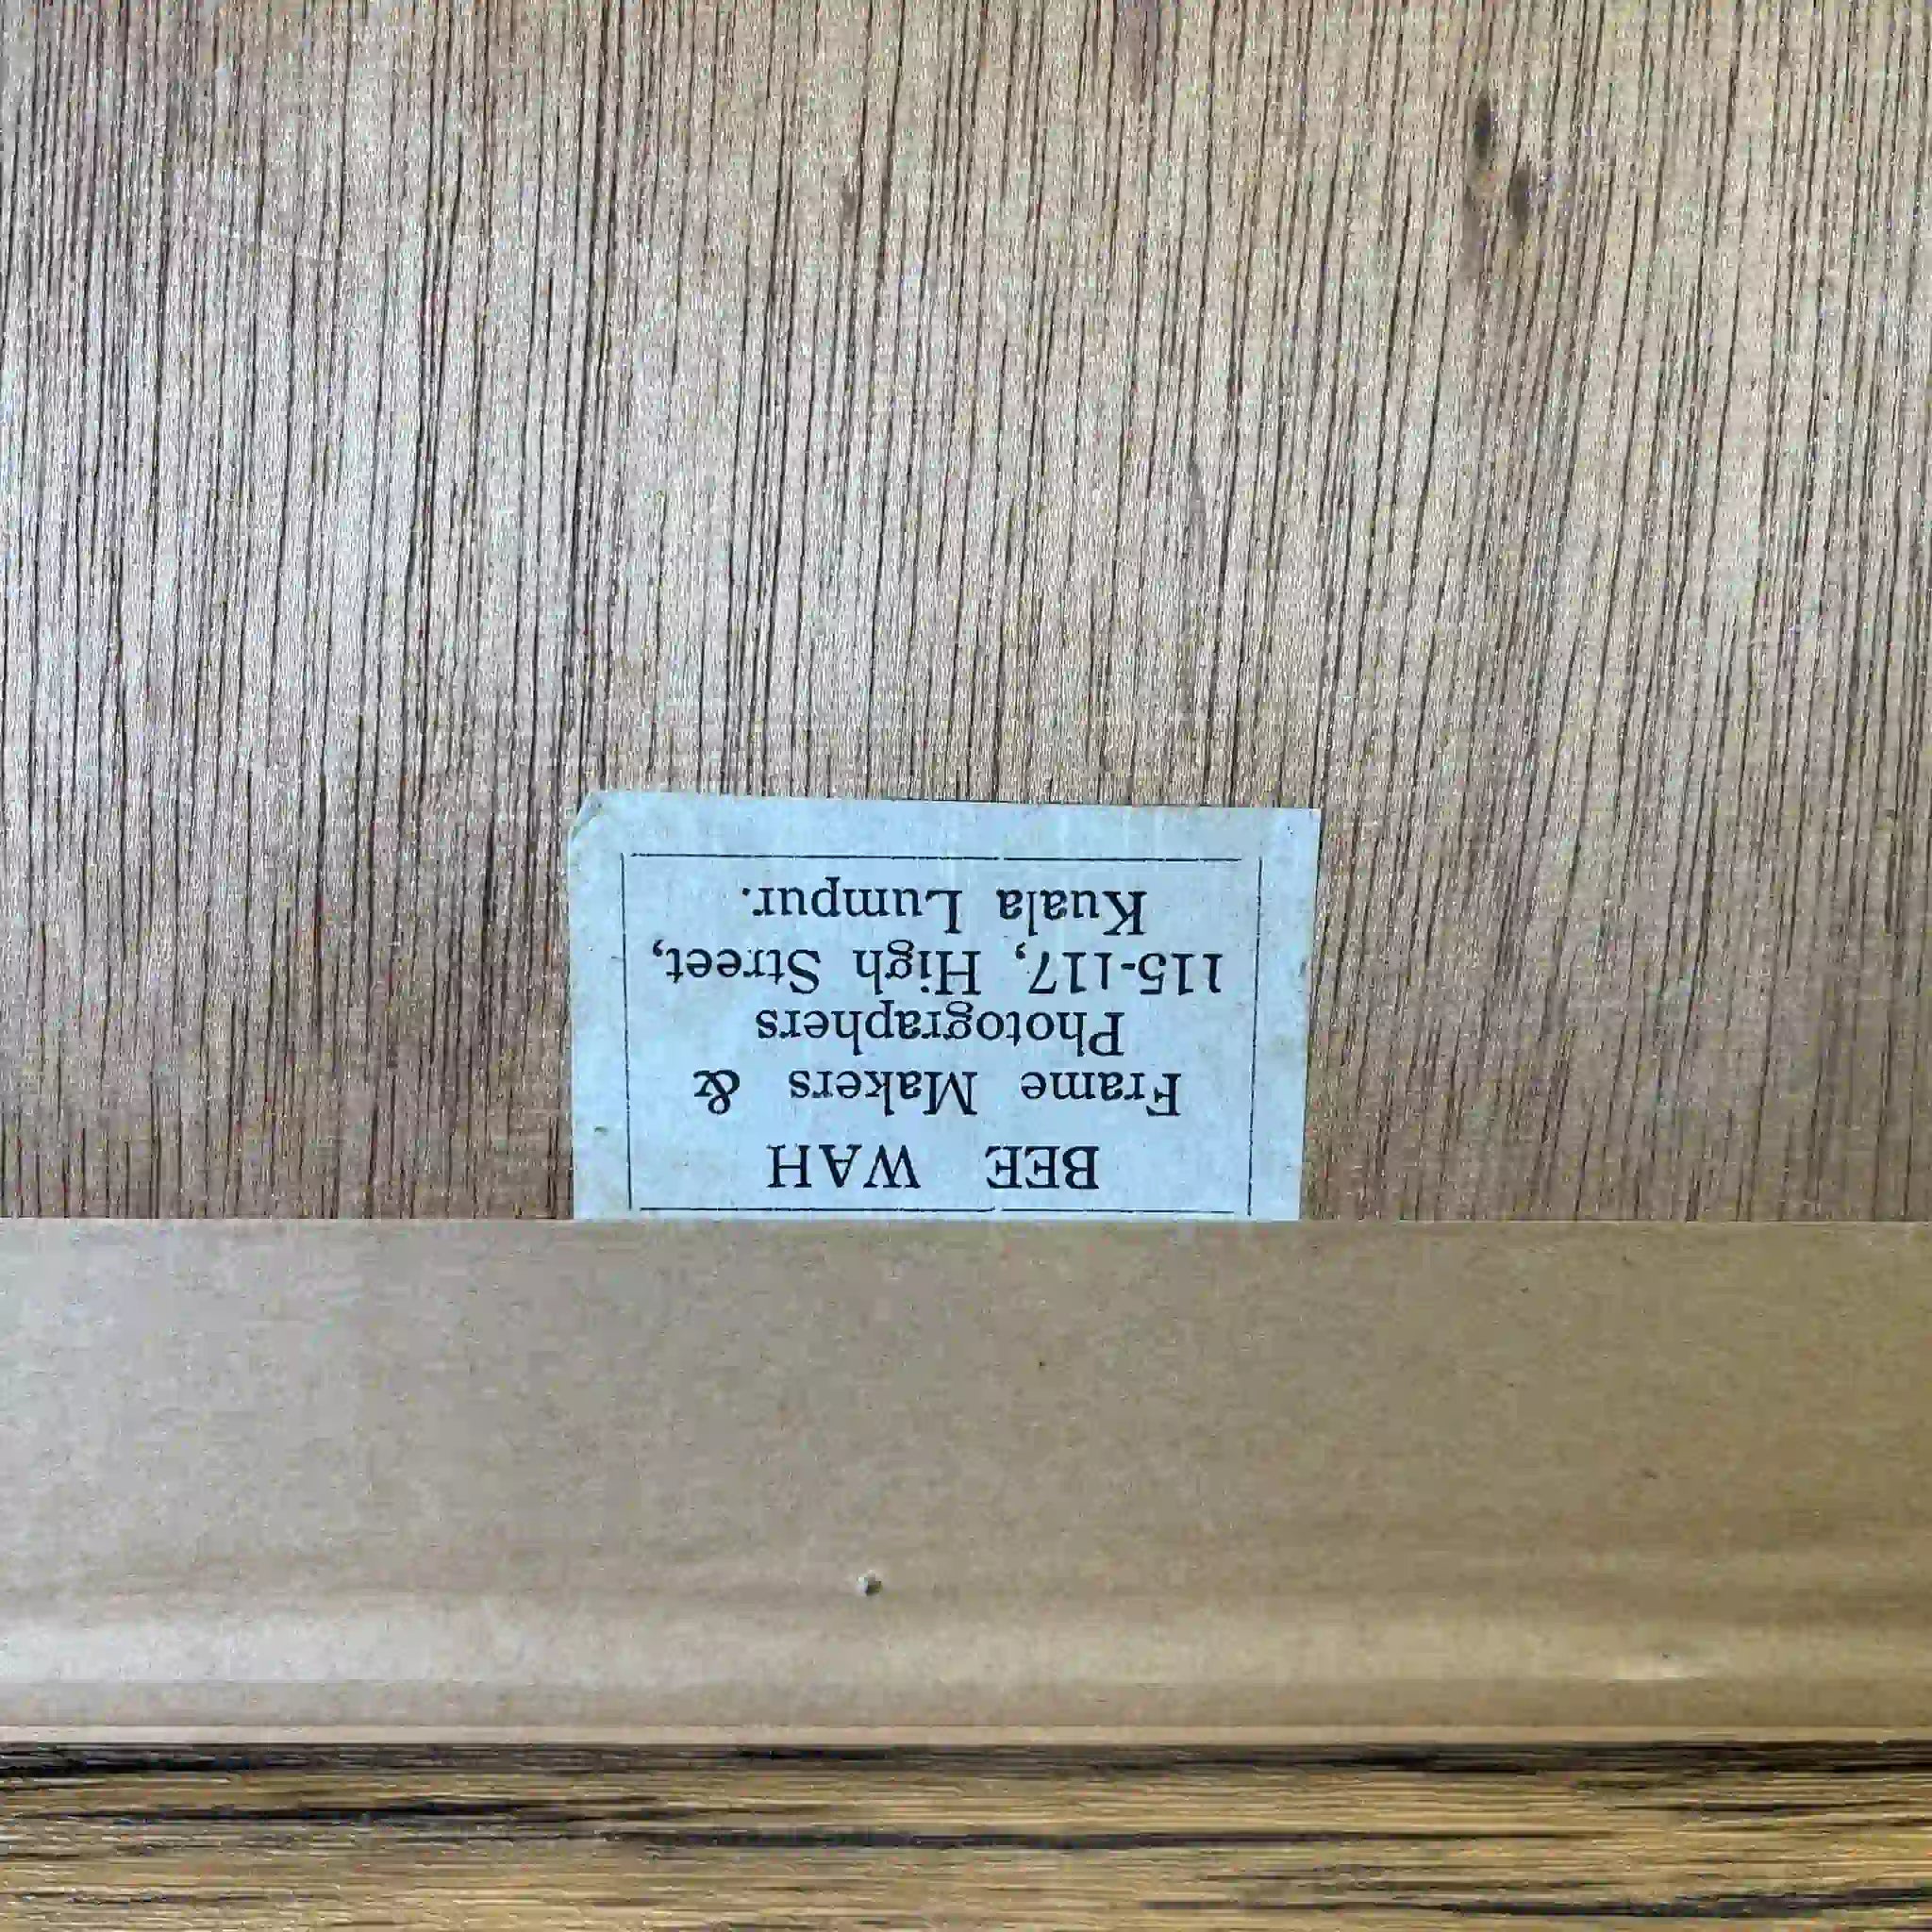 BEE WAH
Frame Makers &
Photographers
115-117, High Street,
Kuala Lumpur.